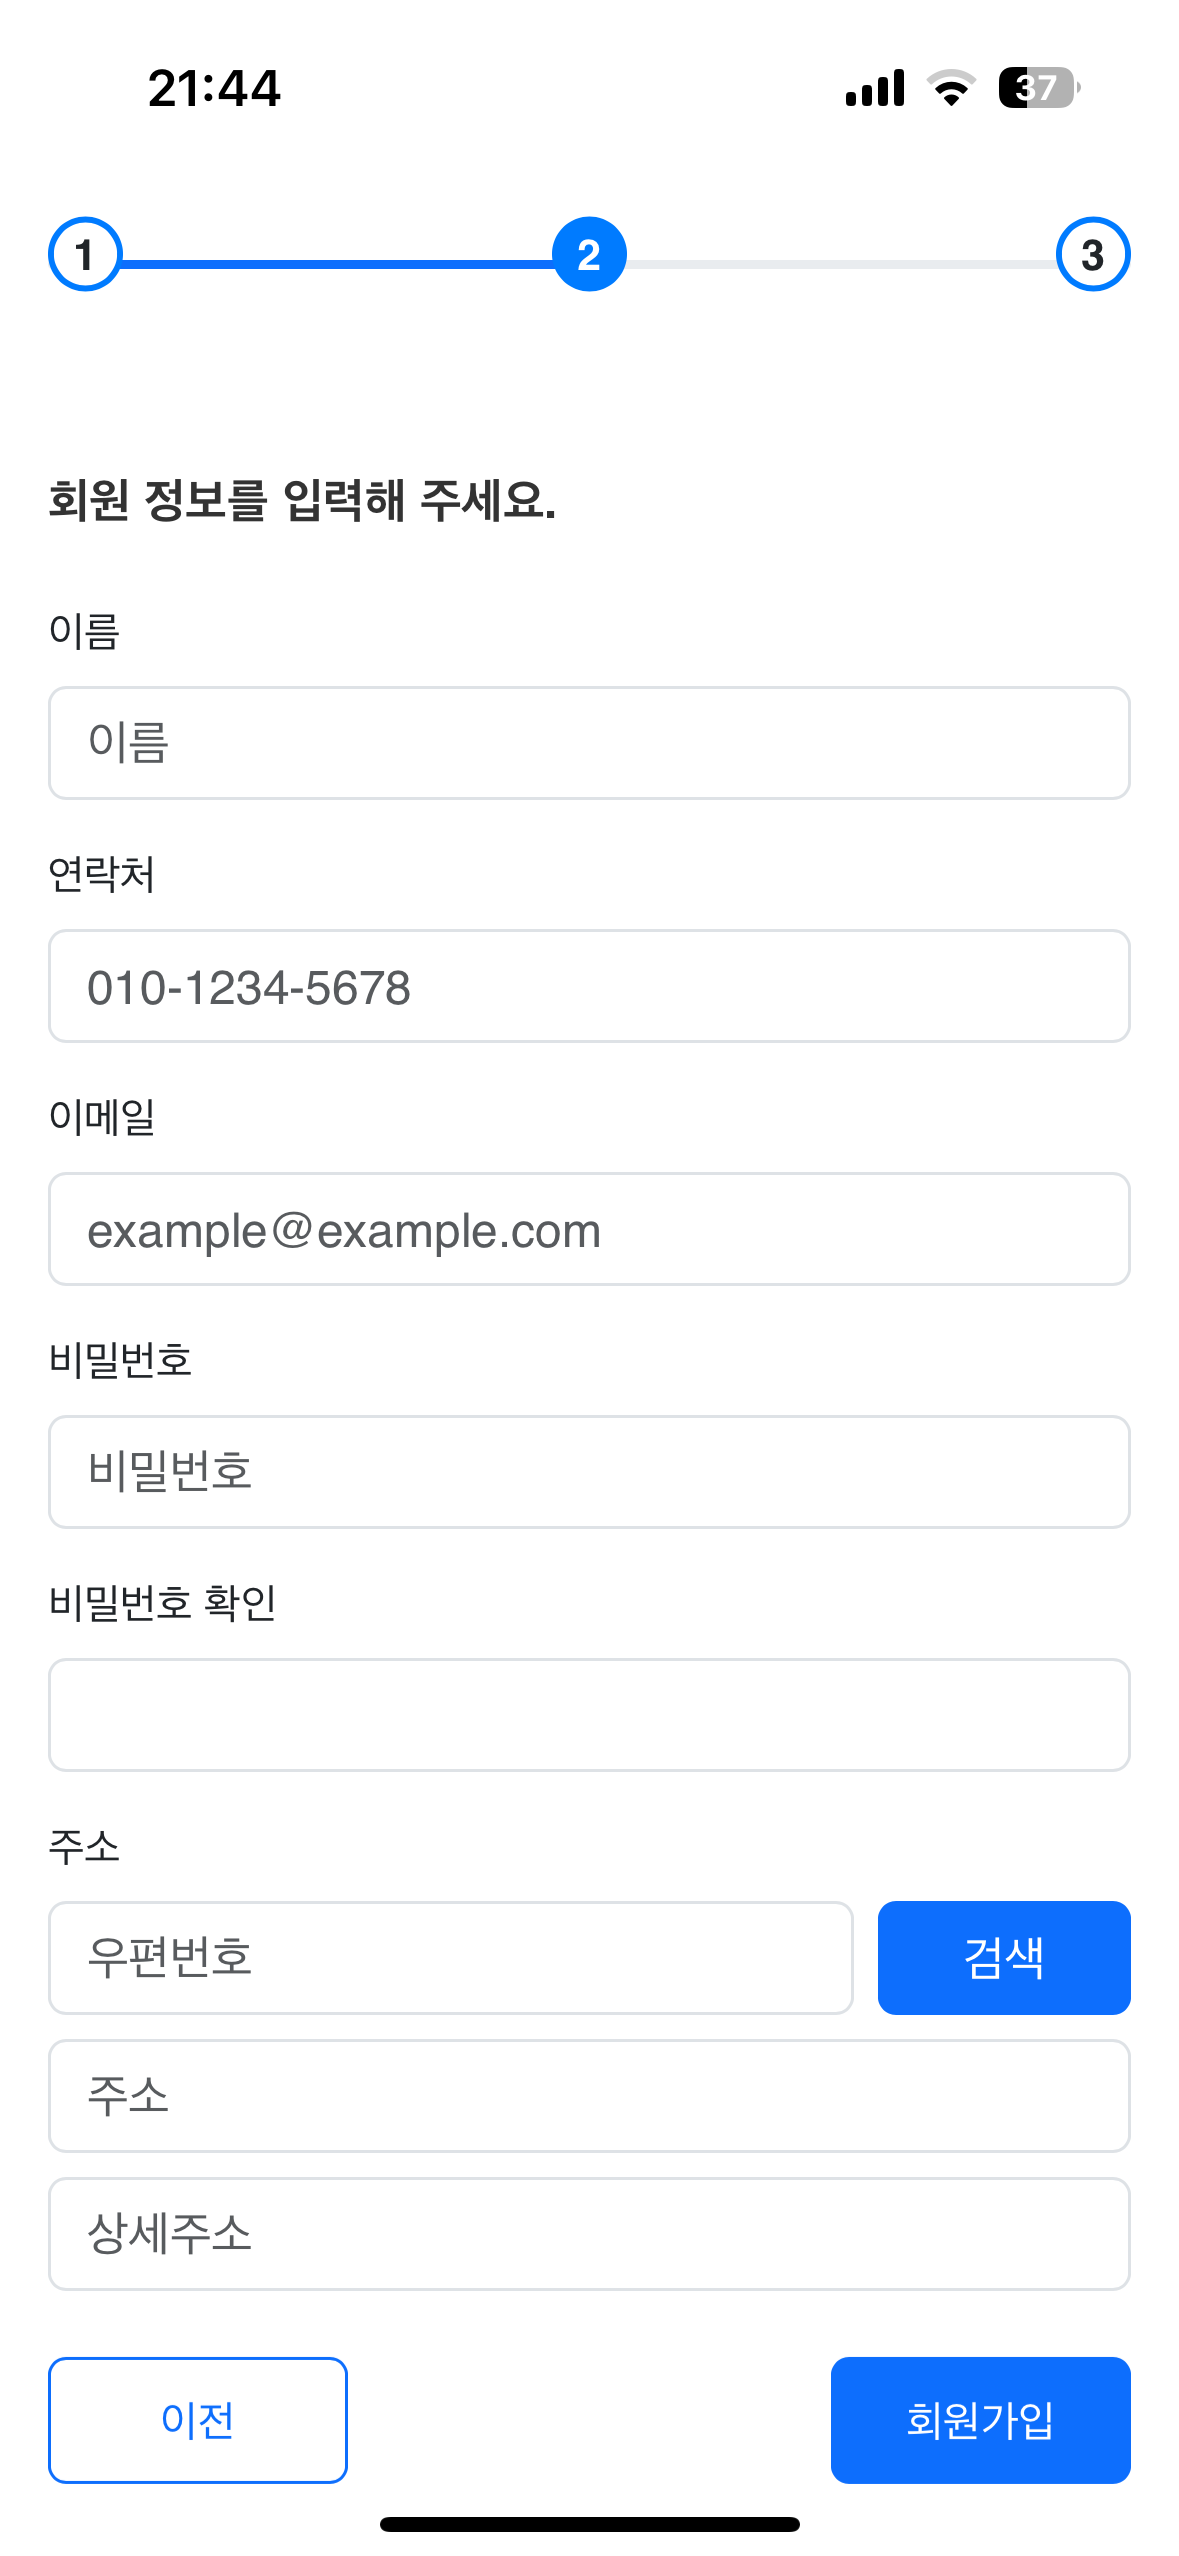 21:44
37
1
2
3
회원 정보를 입력해 주세요.
이름
이름
연락처
010-1234-5678
이메일
example@example.com
비밀번호
비밀번호
비밀번호 확인
주소
우편번호
검색
주소
상세주소
이전
회원가입